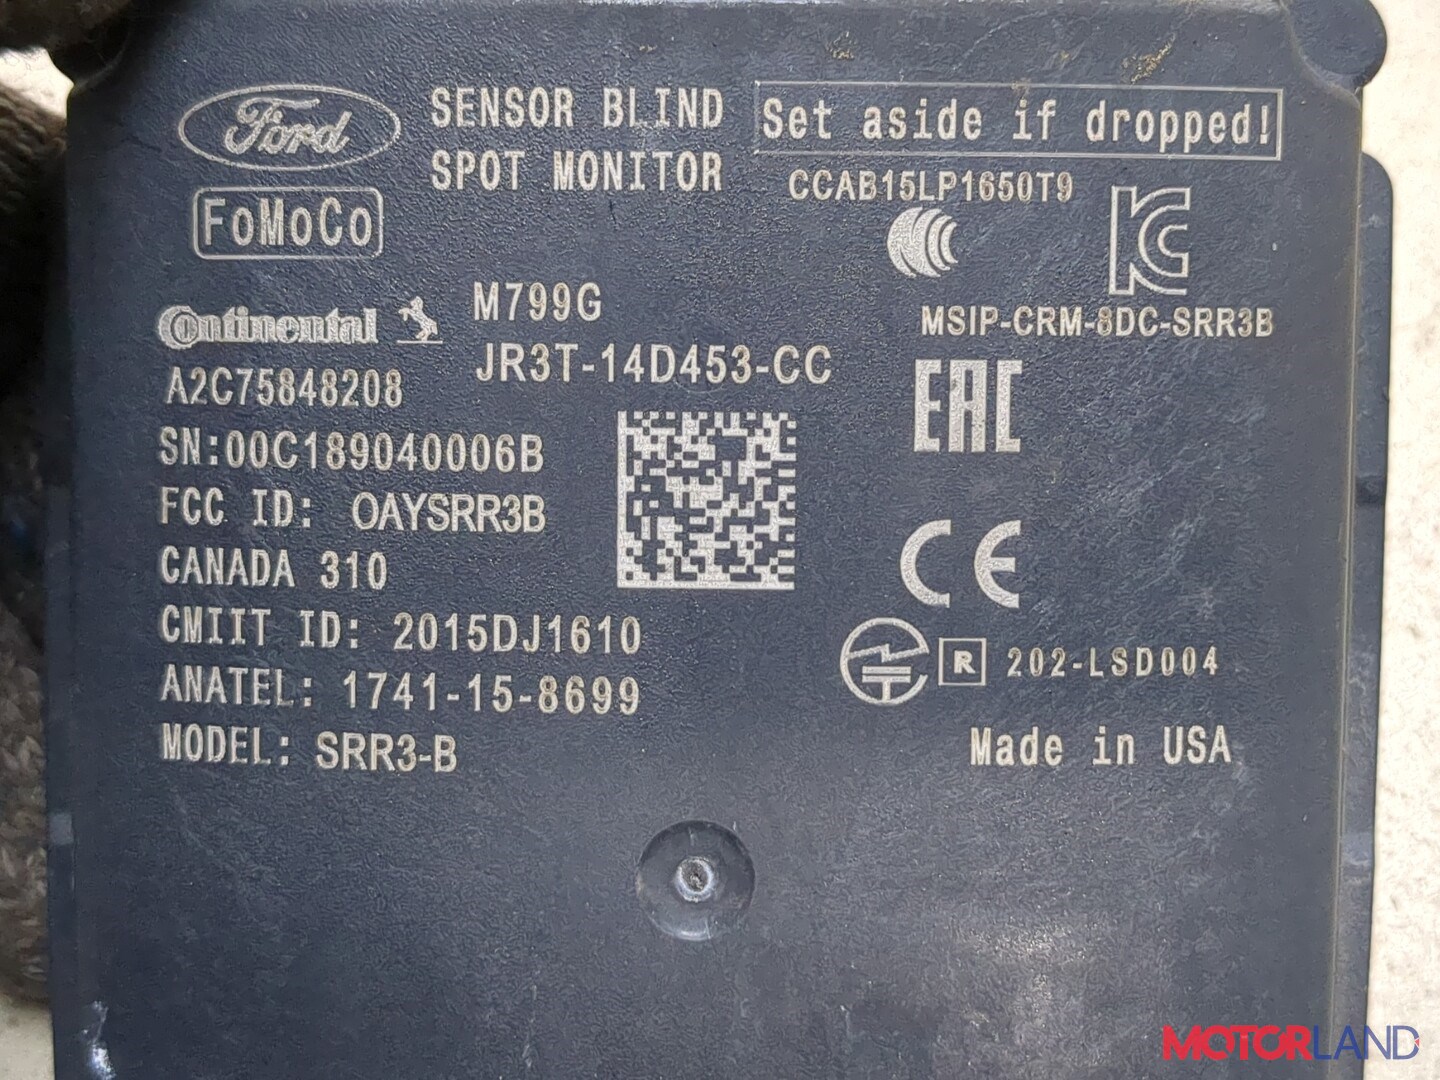 Ford
SENSOR BLIND
SPOT MONITOR
Set aside if dropped!
FoMoCo
CCAB15LP1650T9
Continental
M799G
MSIP-CRM-8DC-SRR3B
JR3T-14D453-CC
A2C75848208
EAC
SN:00C189040006B
FCC ID: OAYSRR3B
CE
CANADA 310
CMIIT ID: 2015DJ1610
R 202-LSD004
ANATEL: 1741-15-8699
MODEL: SRR3-B
Made in USA
MOTORLAND